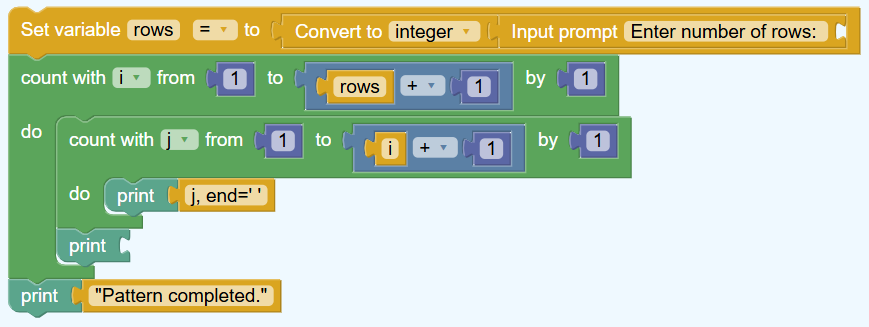 Set variable rows = to Convert to integer Input prompt Enter number of rows:
count with i from 1 to rows + 1 by 1
do count with j from 1 to i + 1 by 1
do print j, end=' '
print
print "Pattern completed."